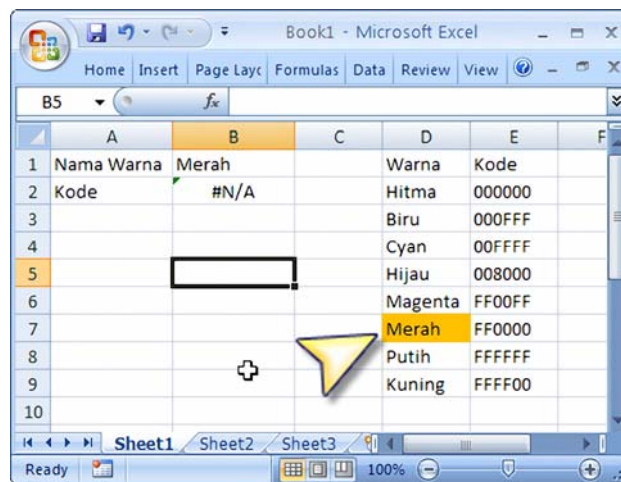 Book1 - Microsoft Excel
Home Insert Page Layc Formulas Data Review View
B5 fx
A B C D E F
1 Nama Warna Merah Warna Kode
2 Kode #N/A Hitma 000000
3 Biru 000FFF
4 Cyan 00FFFF
5 Hijau 008000
6 Magenta FF00FF
7 Merah FF0000
8 Putih FFFFFF
9 Kuning FFFF00
10
Sheet1 Sheet2 Sheet3
Ready 100%